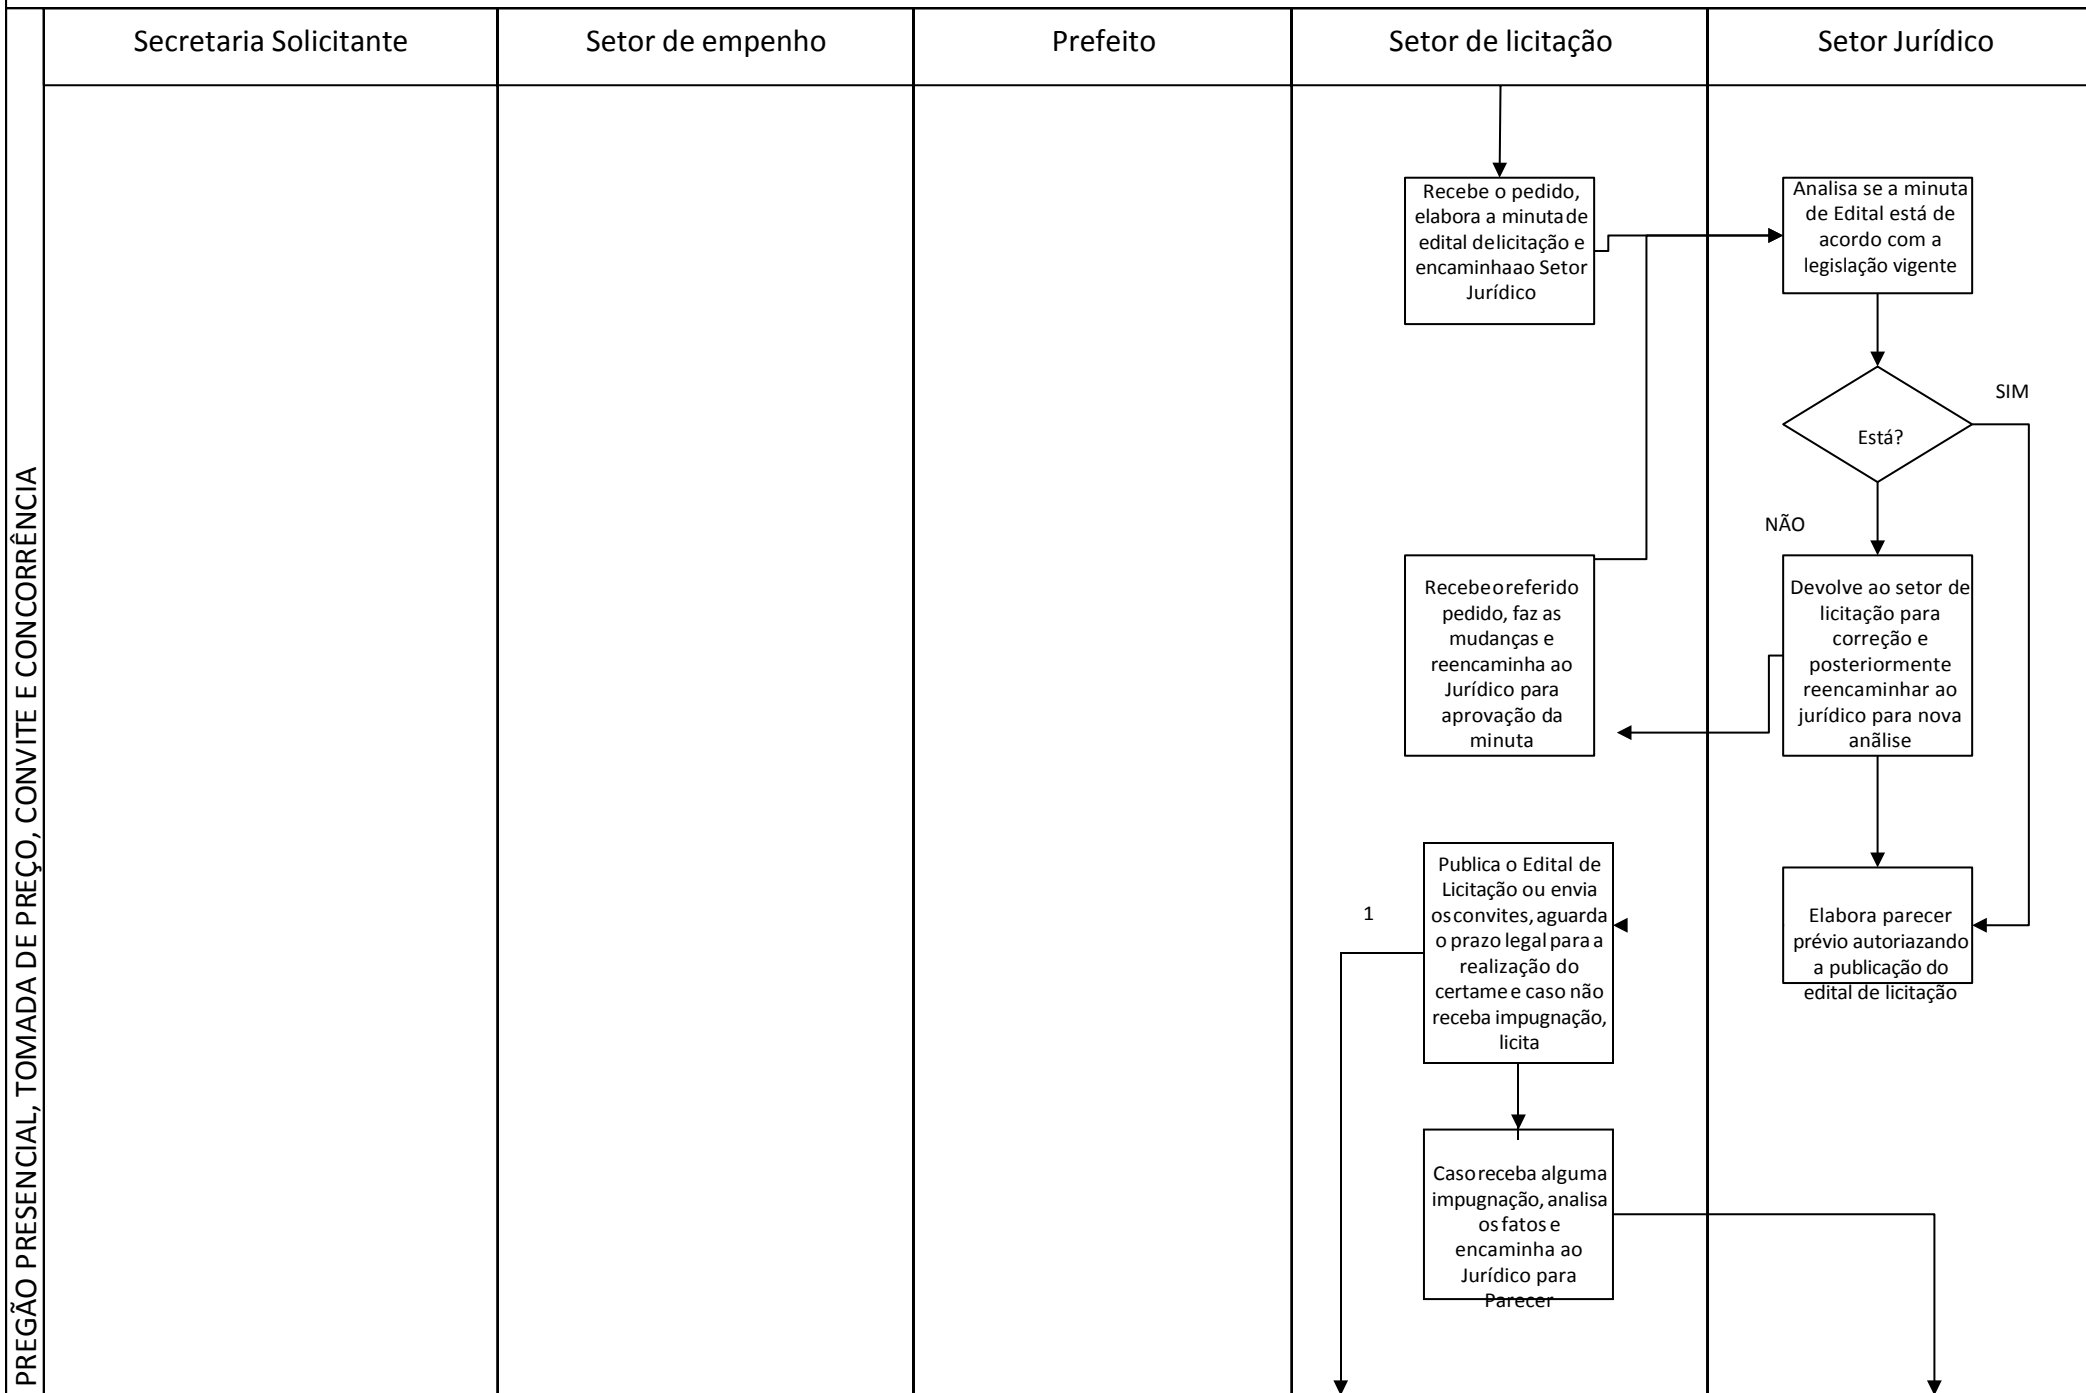 Secretaria Solicitante
Setor de empenho
Prefeito
Setor de licitação
Setor Jurídico
PREGÃO PRESENCIAL, TOMADA DE PREÇO, CONVITE E CONCORRÊNCIA
Recebe o pedido,
elabora a minuta de
edital delicitação e
encaminhaao Setor
Jurídico
Analisa se a minuta
de Edital está de
acordo com a
legislação vigente
SIM
Está?
NÃO
Recebe o referido
pedido, faz as
mudanças e
reencaminha ao
Jurídico para
aprovação da
minuta
Devolve ao setor de
licitação para
correção e
posteriormente
reencaminhar ao
jurídico para nova
anãlise
1
Publica o Edital de
Licitação ou envia
os convites, aguarda
o prazo legal para a
realização do
certame e caso não
receba impugnação,
licita
Elabora parecer
prévio autoriazando
a publicação do
edital de licitação
Caso receba alguma
impugnação, analisa
os fatos e
encaminha ao
Jurídico para
Parecer